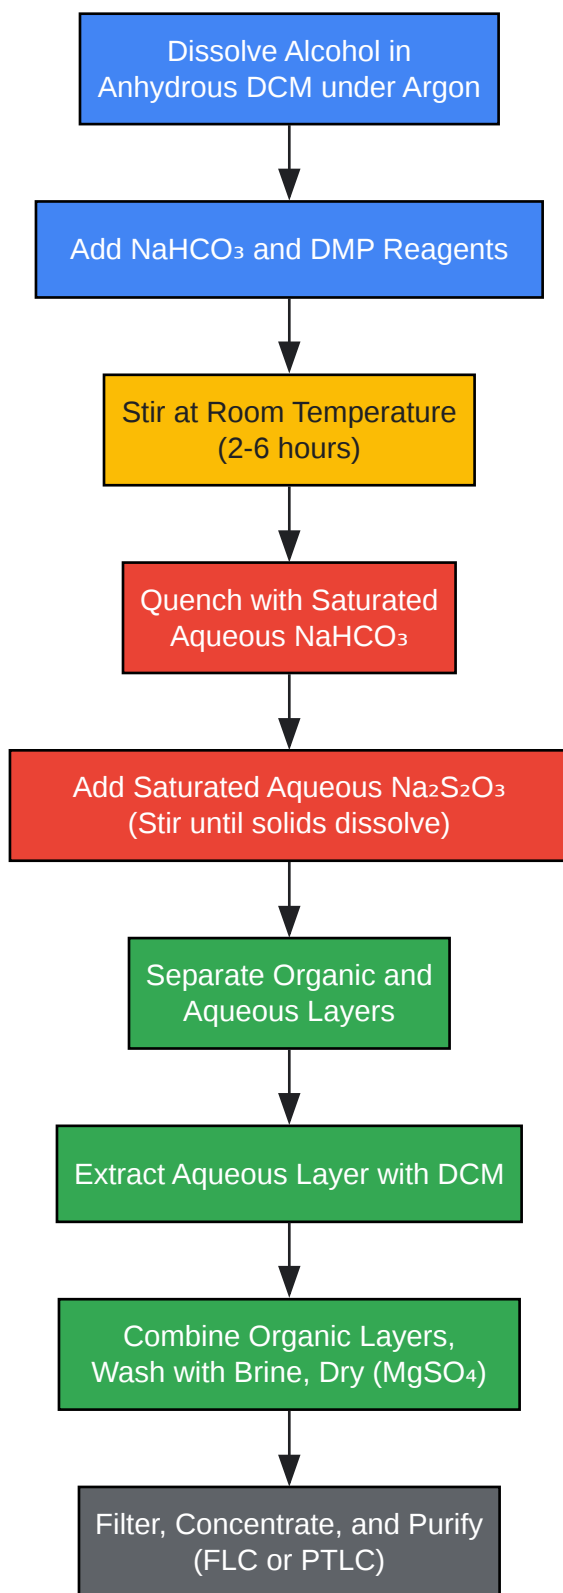 Dissolve Alcohol in
Anhydrous DCM under Argon
Add NaHCO₃ and DMP Reagents
Stir at Room Temperature
(2-6 hours)
Quench with Saturated
Aqueous NaHCO₃
Add Saturated Aqueous Na₂S₂O₃
(Stir until solids dissolve)
Separate Organic and
Aqueous Layers
Extract Aqueous Layer with DCM
Combine Organic Layers,
Wash with Brine, Dry (MgSO₄)
Filter, Concentrate, and Purify
(FLC or PTLC)